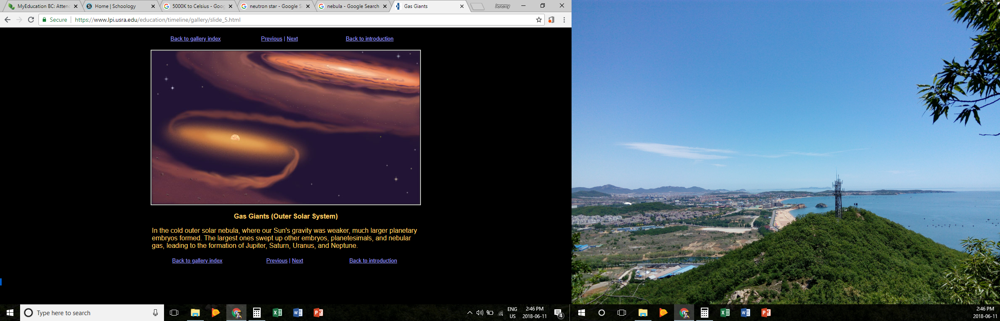 MyEducation BC: Atten
Home | Schoology
5000K to Celsius - Goog
neutron star - Google S
nebula - Google Search
Gas Giants
Jeremy
Secure | https://www.lpi.usra.edu/education/timeline/gallery/slide_5.html
Back to gallery index Previous | Next Back to introduction
Gas Giants (Outer Solar System)
In the cold outer solar nebula, where our Sun's gravity was weaker, much larger planetary
embryos formed. The largest ones swept up other embryos, planetesimals, and nebular
gas, leading to the formation of Jupiter, Saturn, Uranus, and Neptune.
Back to gallery index Previous | Next Back to introduction
Type here to search
ENG
US
2:46 PM
2018-06-11
4
2:46 PM
2018-06-11